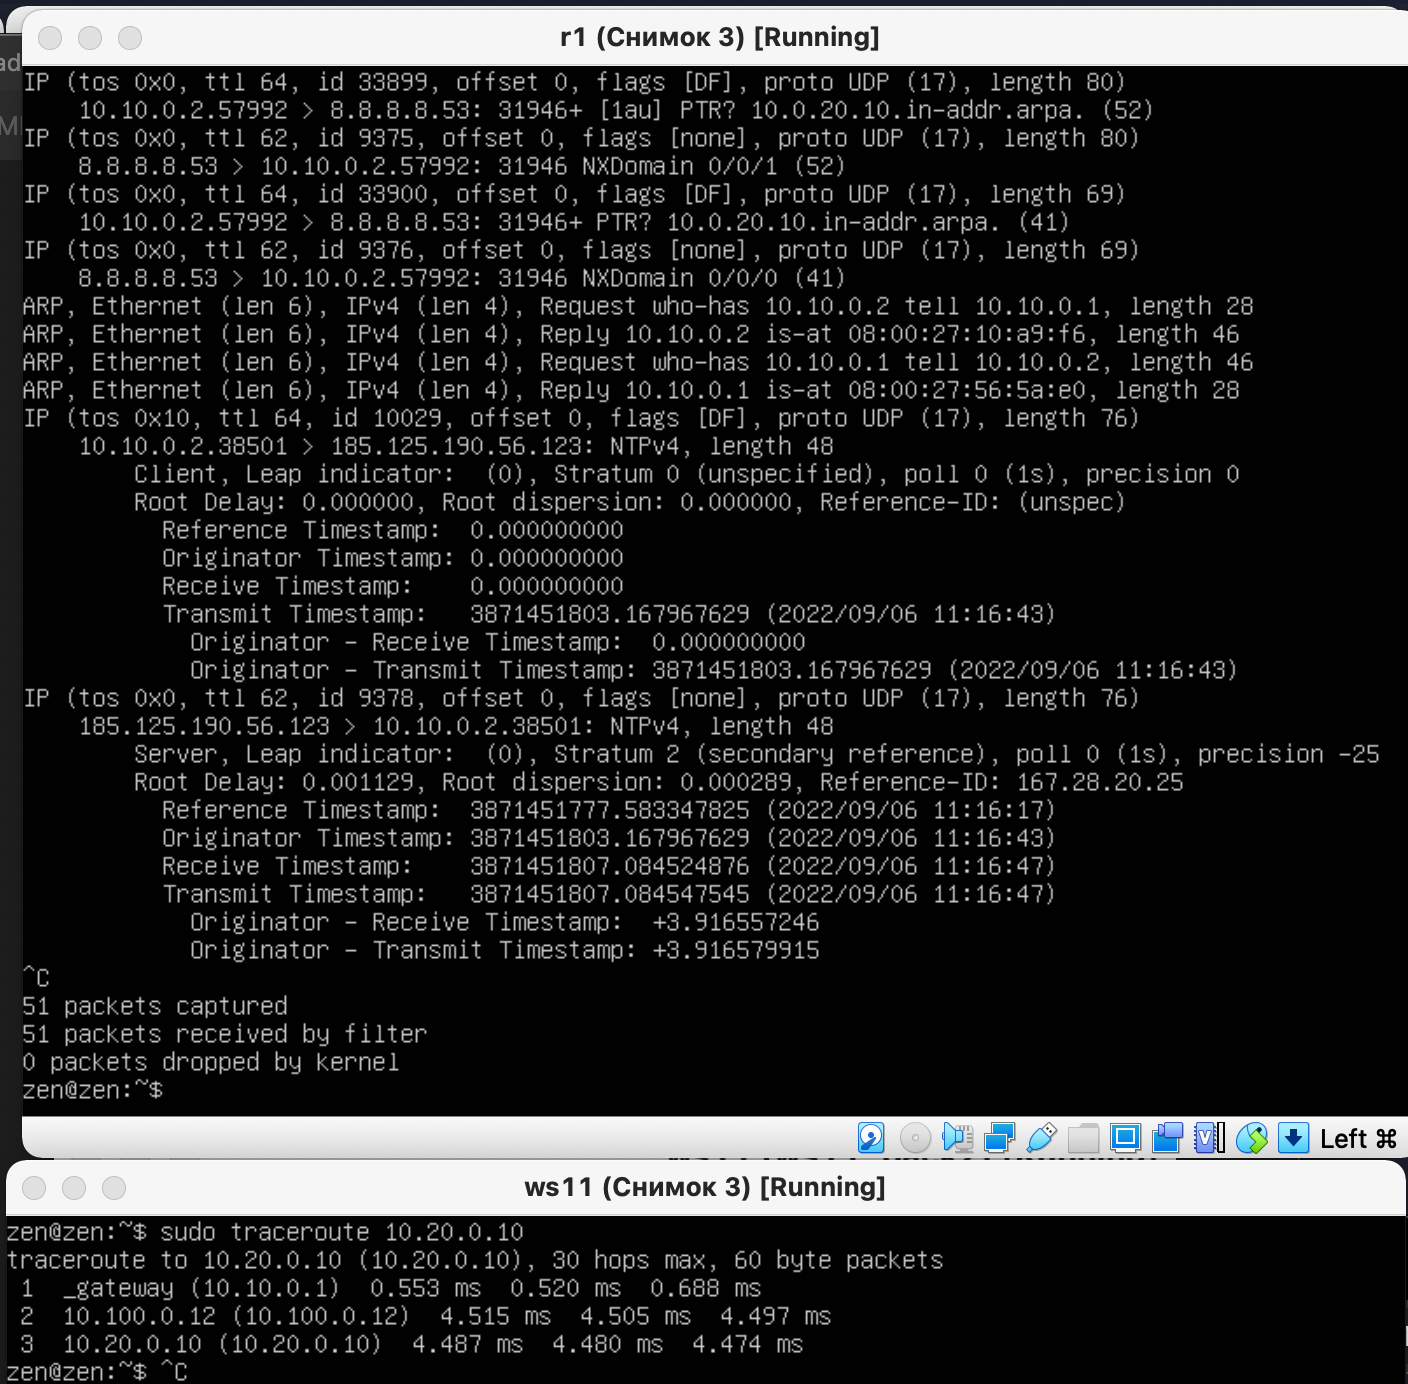 r1 (Снимок 3) [Running]
ad
IP (tos 0x0, ttl 64, id 33899, offset 0, flags [DF], proto UDP (17), length 80)
    10.10.0.2.57992 > 8.8.8.8.53: 31946+ [1au] PTR? 10.0.20.10.in-addr.arpa. (52)
IP (tos 0x0, ttl 62, id 9375, offset 0, flags [none], proto UDP (17), length 80)
    8.8.8.8.53 > 10.10.0.2.57992: 31946 NXDomain 0/0/1 (52)
IP (tos 0x0, ttl 64, id 33900, offset 0, flags [DF], proto UDP (17), length 69)
    10.10.0.2.57992 > 8.8.8.8.53: 31946+ PTR? 10.0.20.10.in-addr.arpa. (41)
IP (tos 0x0, ttl 62, id 9376, offset 0, flags [none], proto UDP (17), length 69)
    8.8.8.8.53 > 10.10.0.2.57992: 31946 NXDomain 0/0/0 (41)
ARP, Ethernet (len 6), IPv4 (len 4), Request who-has 10.10.0.2 tell 10.10.0.1, length 28
ARP, Ethernet (len 6), IPv4 (len 4), Reply 10.10.0.2 is-at 08:00:27:10:a9:f6, length 46
ARP, Ethernet (len 6), IPv4 (len 4), Request who-has 10.10.0.1 tell 10.10.0.2, length 46
ARP, Ethernet (len 6), IPv4 (len 4), Reply 10.10.0.1 is-at 08:00:27:56:5a:e0, length 28
IP (tos 0x10, ttl 64, id 10029, offset 0, flags [DF], proto UDP (17), length 76)
    10.10.0.2.38501 > 185.125.190.56.123: NTPv4, length 48
        Client, Leap indicator:  (0), Stratum 0 (unspecified), poll 0 (1s), precision 0
        Root Delay: 0.000000, Root dispersion: 0.000000, Reference-ID: (unspec)
          Reference Timestamp:  0.000000000
          Originator Timestamp: 0.000000000
          Receive Timestamp:    0.000000000
          Transmit Timestamp:   3871451803.167967629 (2022/09/06 11:16:43)
            Originator - Receive Timestamp:  0.000000000
            Originator - Transmit Timestamp: 3871451803.167967629 (2022/09/06 11:16:43)
IP (tos 0x0, ttl 62, id 9378, offset 0, flags [none], proto UDP (17), length 76)
    185.125.190.56.123 > 10.10.0.2.38501: NTPv4, length 48
        Server, Leap indicator:  (0), Stratum 2 (secondary reference), poll 0 (1s), precision -25
        Root Delay: 0.001129, Root dispersion: 0.000289, Reference-ID: 167.28.20.25
          Reference Timestamp:  3871451777.583347825 (2022/09/06 11:16:17)
          Originator Timestamp: 3871451803.167967629 (2022/09/06 11:16:43)
          Receive Timestamp:    3871451807.084524876 (2022/09/06 11:16:47)
          Transmit Timestamp:   3871451807.084547545 (2022/09/06 11:16:47)
            Originator - Receive Timestamp:  +3.916557246
            Originator - Transmit Timestamp: +3.916579915
^C
51 packets captured
51 packets received by filter
0 packets dropped by kernel
zen@zen:~$
Left ⌘
ws11 (Снимок 3) [Running]
zen@zen:~$ sudo traceroute 10.20.0.10
traceroute to 10.20.0.10 (10.20.0.10), 30 hops max, 60 byte packets
 1  _gateway (10.10.0.1)  0.553 ms  0.520 ms  0.688 ms
 2  10.100.0.12 (10.100.0.12)  4.515 ms  4.505 ms  4.497 ms
 3  10.20.0.10 (10.20.0.10)  4.487 ms  4.480 ms  4.474 ms
zen@zen:~$ ^C